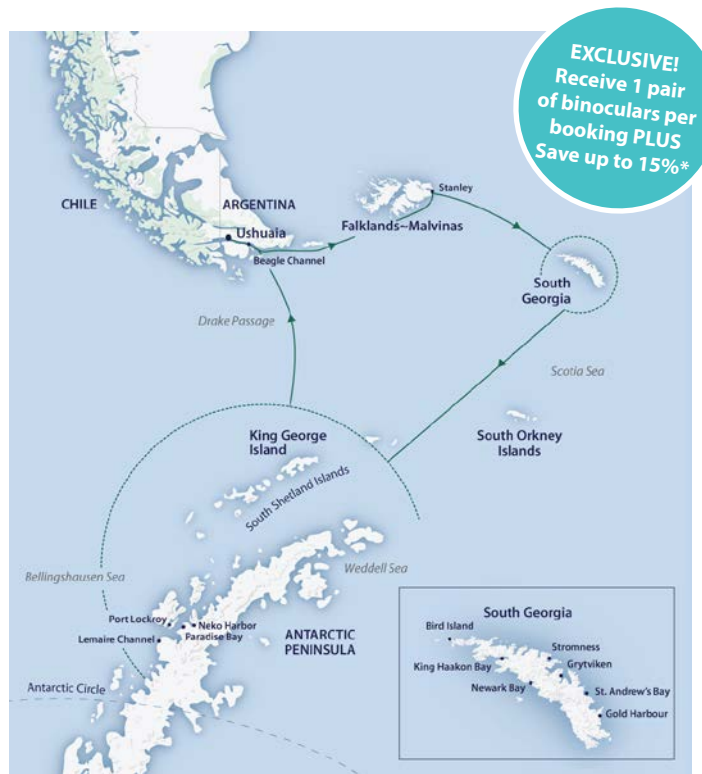 EXCLUSIVE!
Receive 1 pair
of binoculars per
booking PLUS
Save up to 15%*
CHILE
ARGENTINA
Ushuaia
Beagle Channel
Stanley
Falklands~Malvinas
South
Georgia
Drake Passage
Scotia Sea
King George
Island
South Orkney
Islands
South Shetland Islands
Bellingshausen Sea
Weddell Sea
Port Lockroy
Neko Harbor
Paradise Bay
Lemaire Channel
ANTARCTIC
PENINSULA
Antarctic Circle
South Georgia
Bird Island
Stromness
King Haakon Bay
Grytviken
Newark Bay
St. Andrew's Bay
Gold Harbour